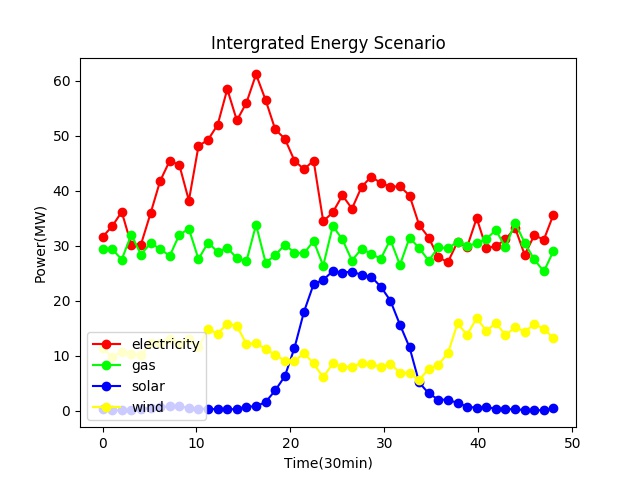 Intergrated Energy Scenario
Power(MW)
60
50
40
30
20
10
0
electricity
gas
solar
wind
0 10 20 30 40 50
Time(30min)